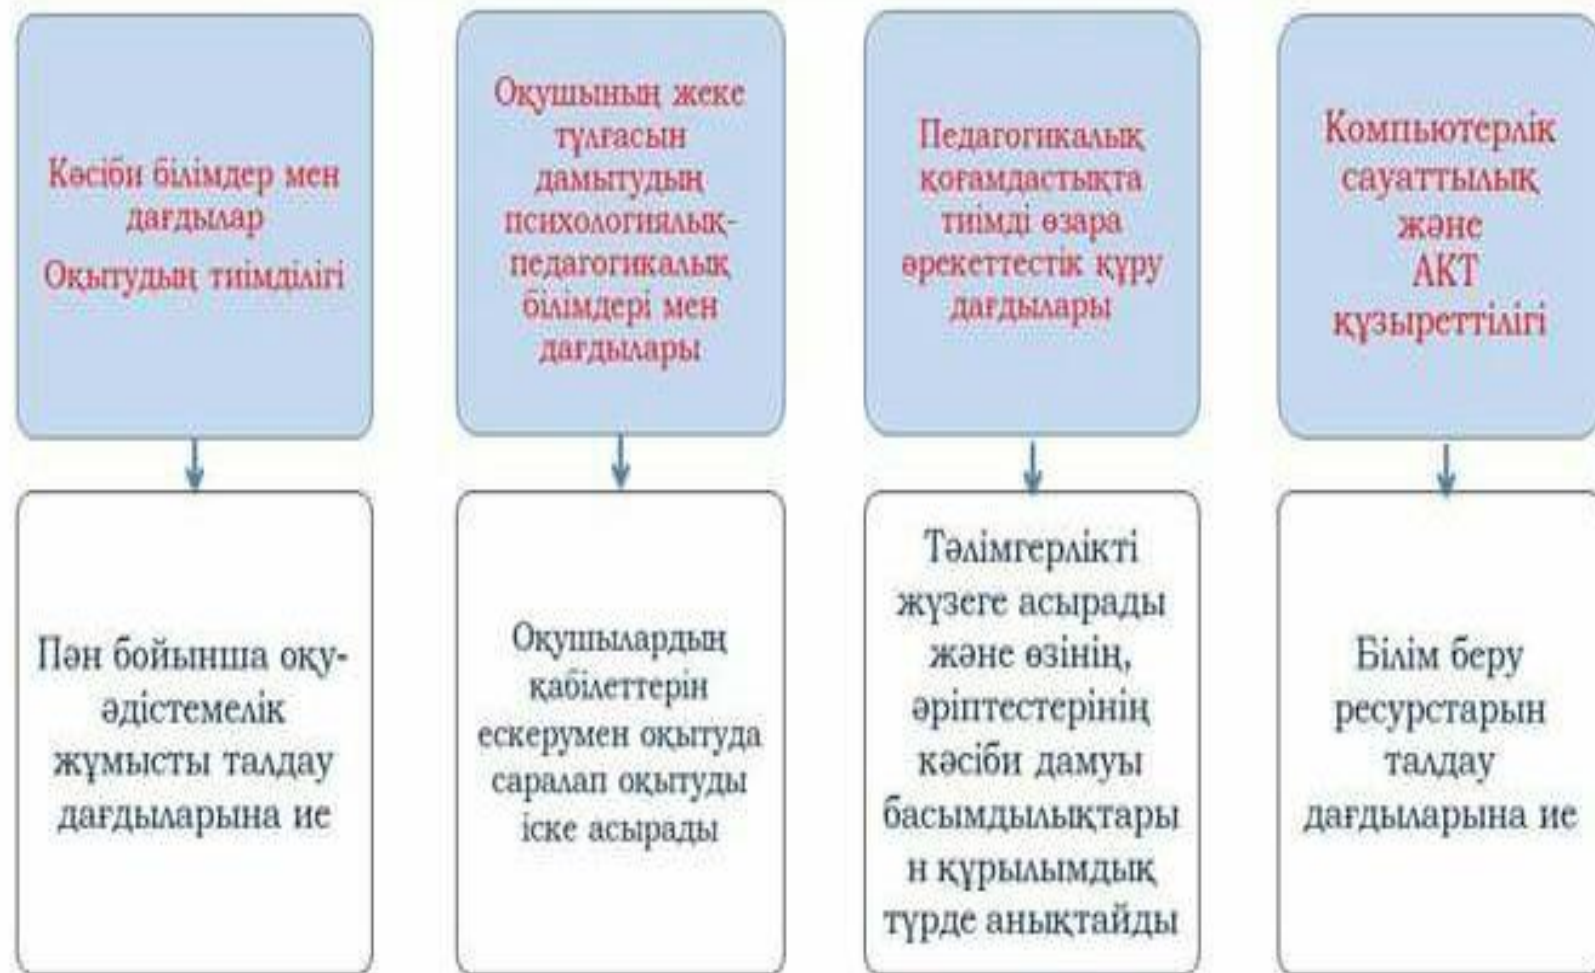 Кәсіби білімдер мен
дағдылар
Оқытудың тиімділігі
Оқушының жеке
тұлғасын
дамытудың
психологиялық-
педагогикалық
білімдері мен
дағдылары
Педагогикалық
қоғамдастықта
тиімді өзара
әрекеттестік құру
дағдылары
Компьютерлік
сауаттылық
және
АКТ
құзыреттілігі
Пән бойынша оқу-
әдістемелік
жұмысты талдау
дағдыларына ие
Оқушылардың
қабілеттерін
ескерумен оқытуда
саралап оқытуды
іске асырады
Тәлімгерлікті
жүзеге асырады
және өзінің,
әріптестерінің
кәсіби дамуы
басымдылықтары
н құрылымдық
түрде анықтайды
Білім беру
ресурстарын
талдау
дағдыларына ие